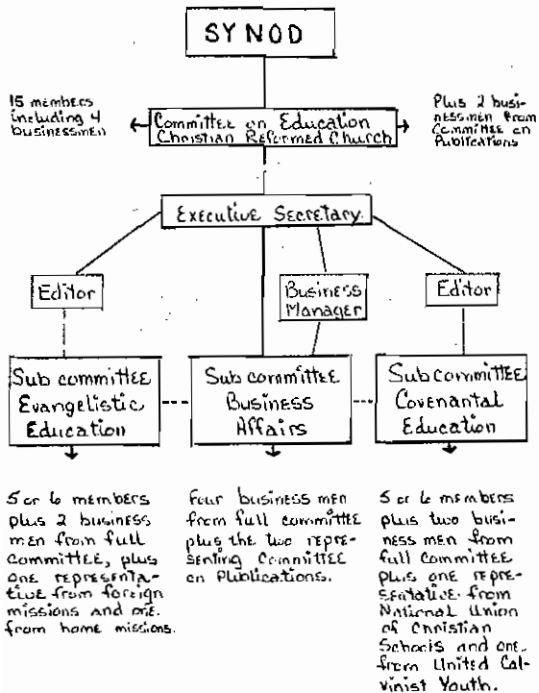 SYNOD
15 members
including 4
businessmen
Committee on Education
Christian Reformed Church
Plus 2 busi-
nessmen from
Committee on
Publications
Executive Secretary
Editor
Business
Manager
Editor
Sub committee
Evangelistic
Education
Sub committee
Business
Affairs
Sub committee
Covenantal
Education
5 or 6 members
plus 2 business
men from full
committee, plus
one representa-
tive from foreign
missions and one
from home missions.
Four business men
from full committee
plus the two repre-
senting Committee
on Publications.
5 or 6 members
plus two busi-
ness men from
full committee
plus one repre-
sentative from
National Union
of Christian
Schools and one
from United Cal-
vinist Youth.